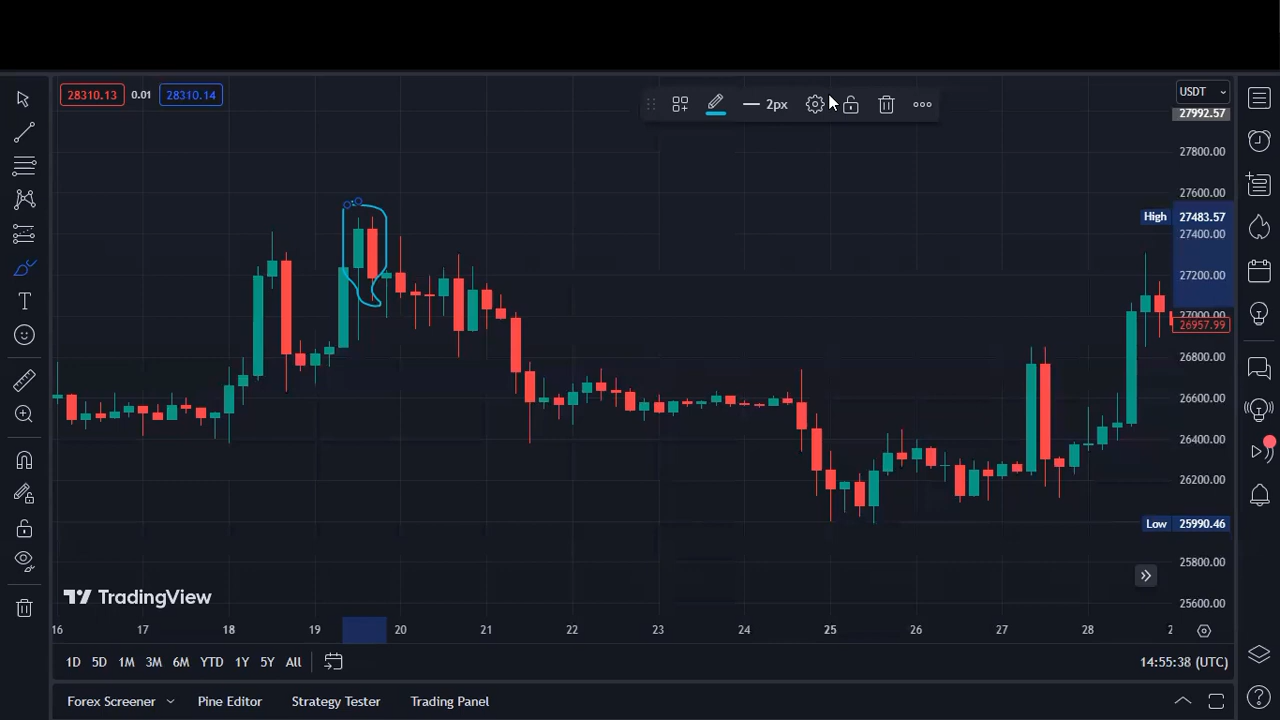 28310.13 0.01 28310.14
2px
USDT
27992.57
27800.00
27600.00
High 27483.57
27400.00
27200.00
27000.00
26957.99
26800.00
26600.00
26400.00
26200.00
Low 25990.46
25800.00
25600.00
TradingView
16 17 18 19 20 21 22 23 24 25 26 27 28 2
1D 5D 1M 3M 6M YTD 1Y 5Y All
14:55:38 (UTC)
Forex Screener Pine Editor Strategy Tester Trading Panel